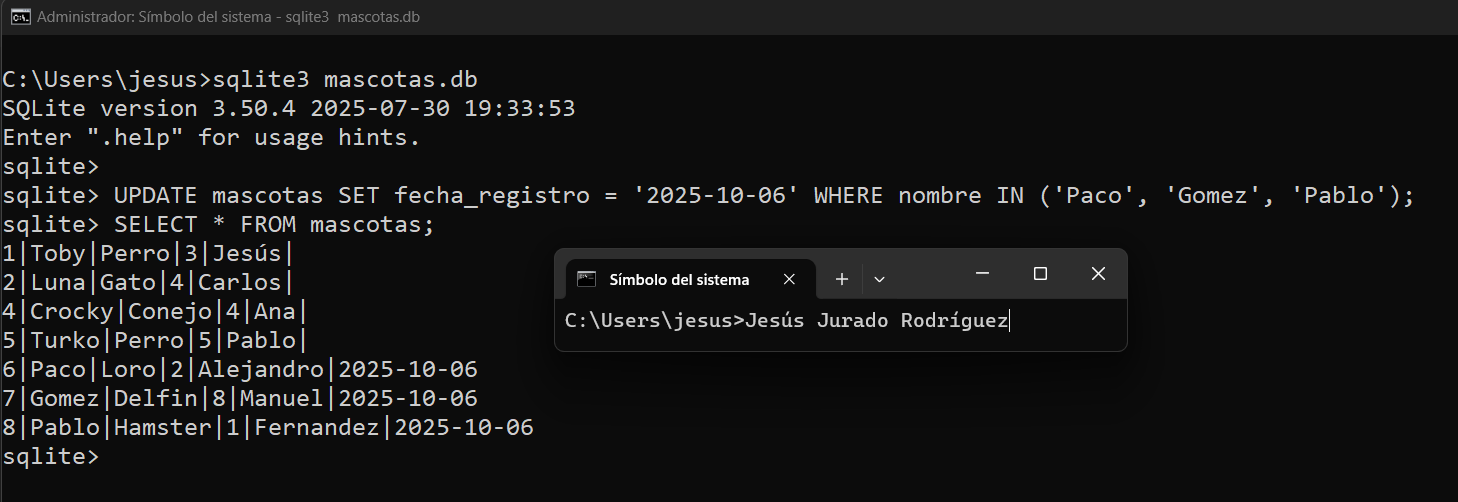 Administrador: Símbolo del sistema - sqlite3  mascotas.db
C:\Users\jesus>sqlite3 mascotas.db
SQLite version 3.50.4 2025-07-30 19:33:53
Enter ".help" for usage hints.
sqlite>
sqlite> UPDATE mascotas SET fecha_registro = '2025-10-06' WHERE nombre IN ('Paco', 'Gomez', 'Pablo');
sqlite> SELECT * FROM mascotas;
1|Toby|Perro|3|Jesús|
2|Luna|Gato|4|Carlos|
4|Crocky|Conejo|4|Ana|
5|Turko|Perro|5|Pablo|
6|Paco|Loro|2|Alejandro|2025-10-06
7|Gomez|Delfin|8|Manuel|2025-10-06
8|Pablo|Hamster|1|Fernandez|2025-10-06
sqlite>
Símbolo del sistema
C:\Users\jesus>Jesús Jurado Rodríguez